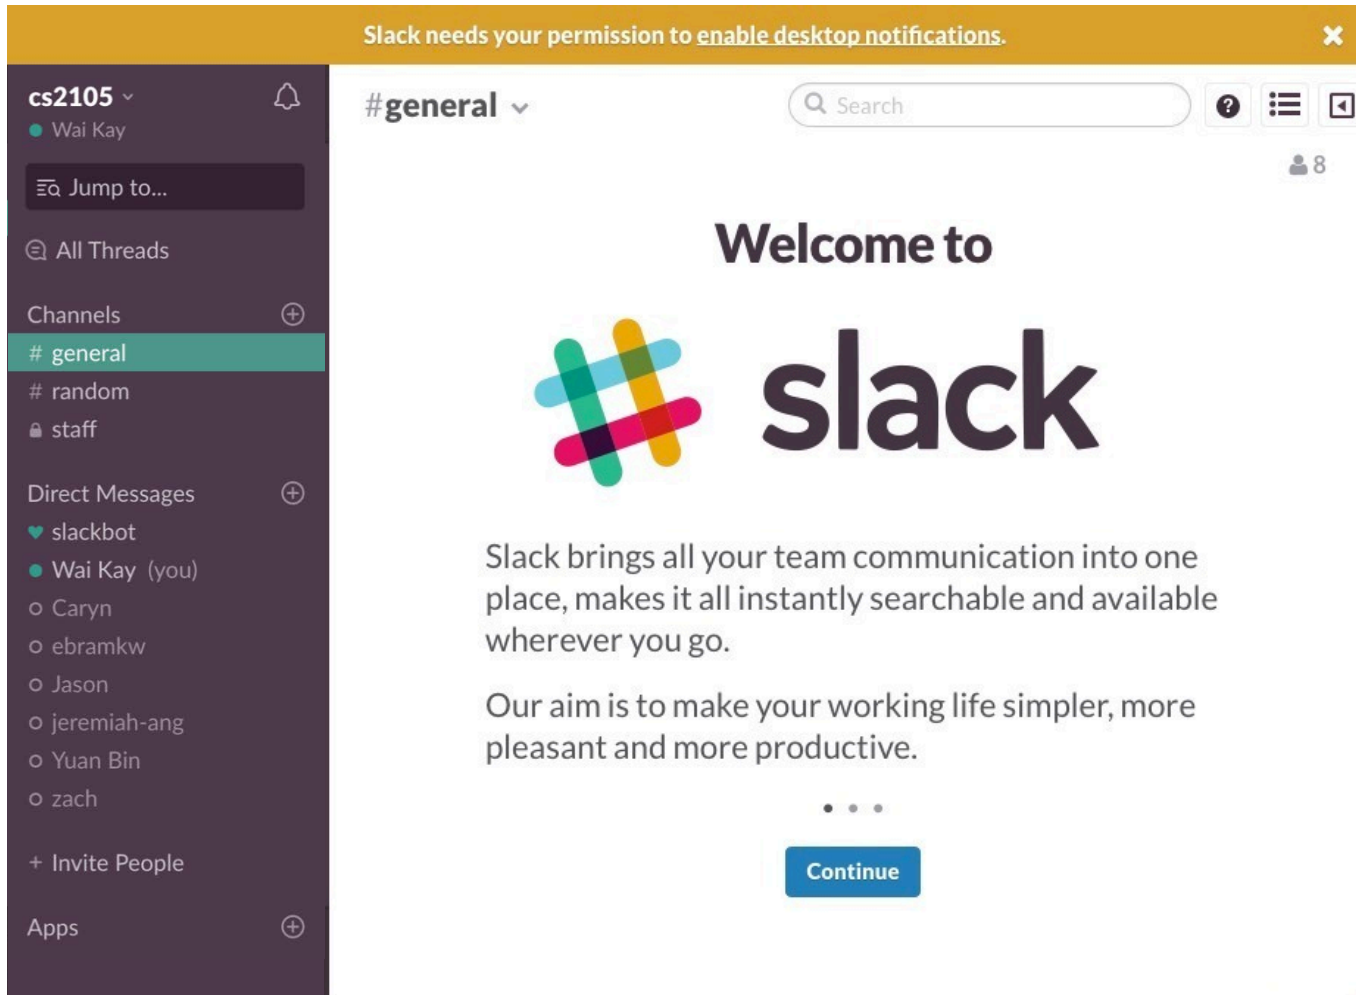 Slack needs your permission to enable desktop notifications.
cs2105
Wai Kay
Jump to...
All Threads
Channels
# general
# random
staff
Direct Messages
slackbot
Wai Kay (you)
Caryn
ebramkw
Jason
jeremiah-ang
Yuan Bin
zach
+ Invite People
Apps
#general
Search
8
Welcome to
slack
Slack brings all your team communication into one
place, makes it all instantly searchable and available
wherever you go.
Our aim is to make your working life simpler, more
pleasant and more productive.
Continue